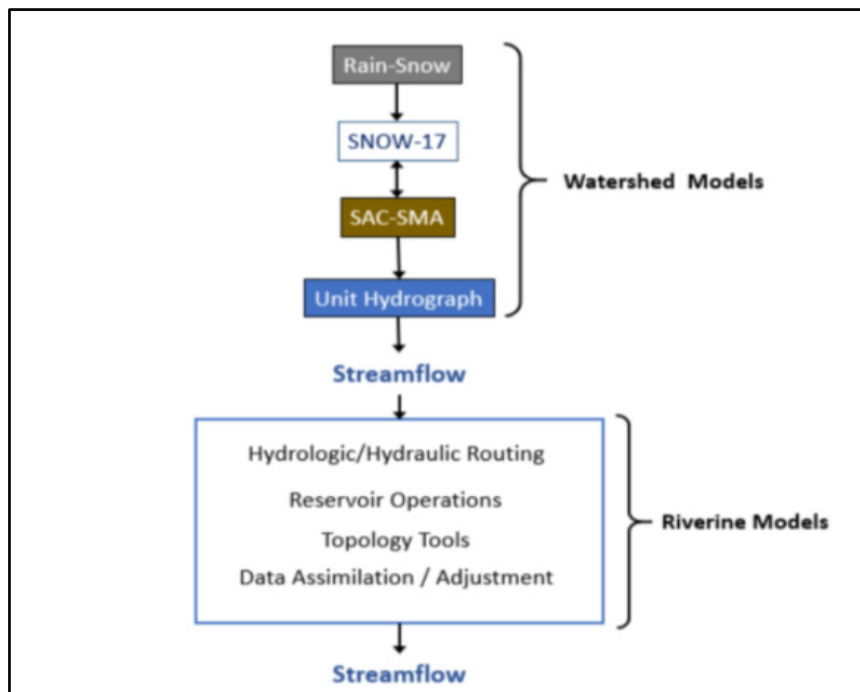 Rain-Snow
SNOW-17
Watershed Models
SAC-SMA
Unit Hydrograph
Streamflow
Hydrologic/Hydraulic Routing
Reservoir Operations
Riverine Models
Topology Tools
Data Assimilation / Adjustment
Streamflow